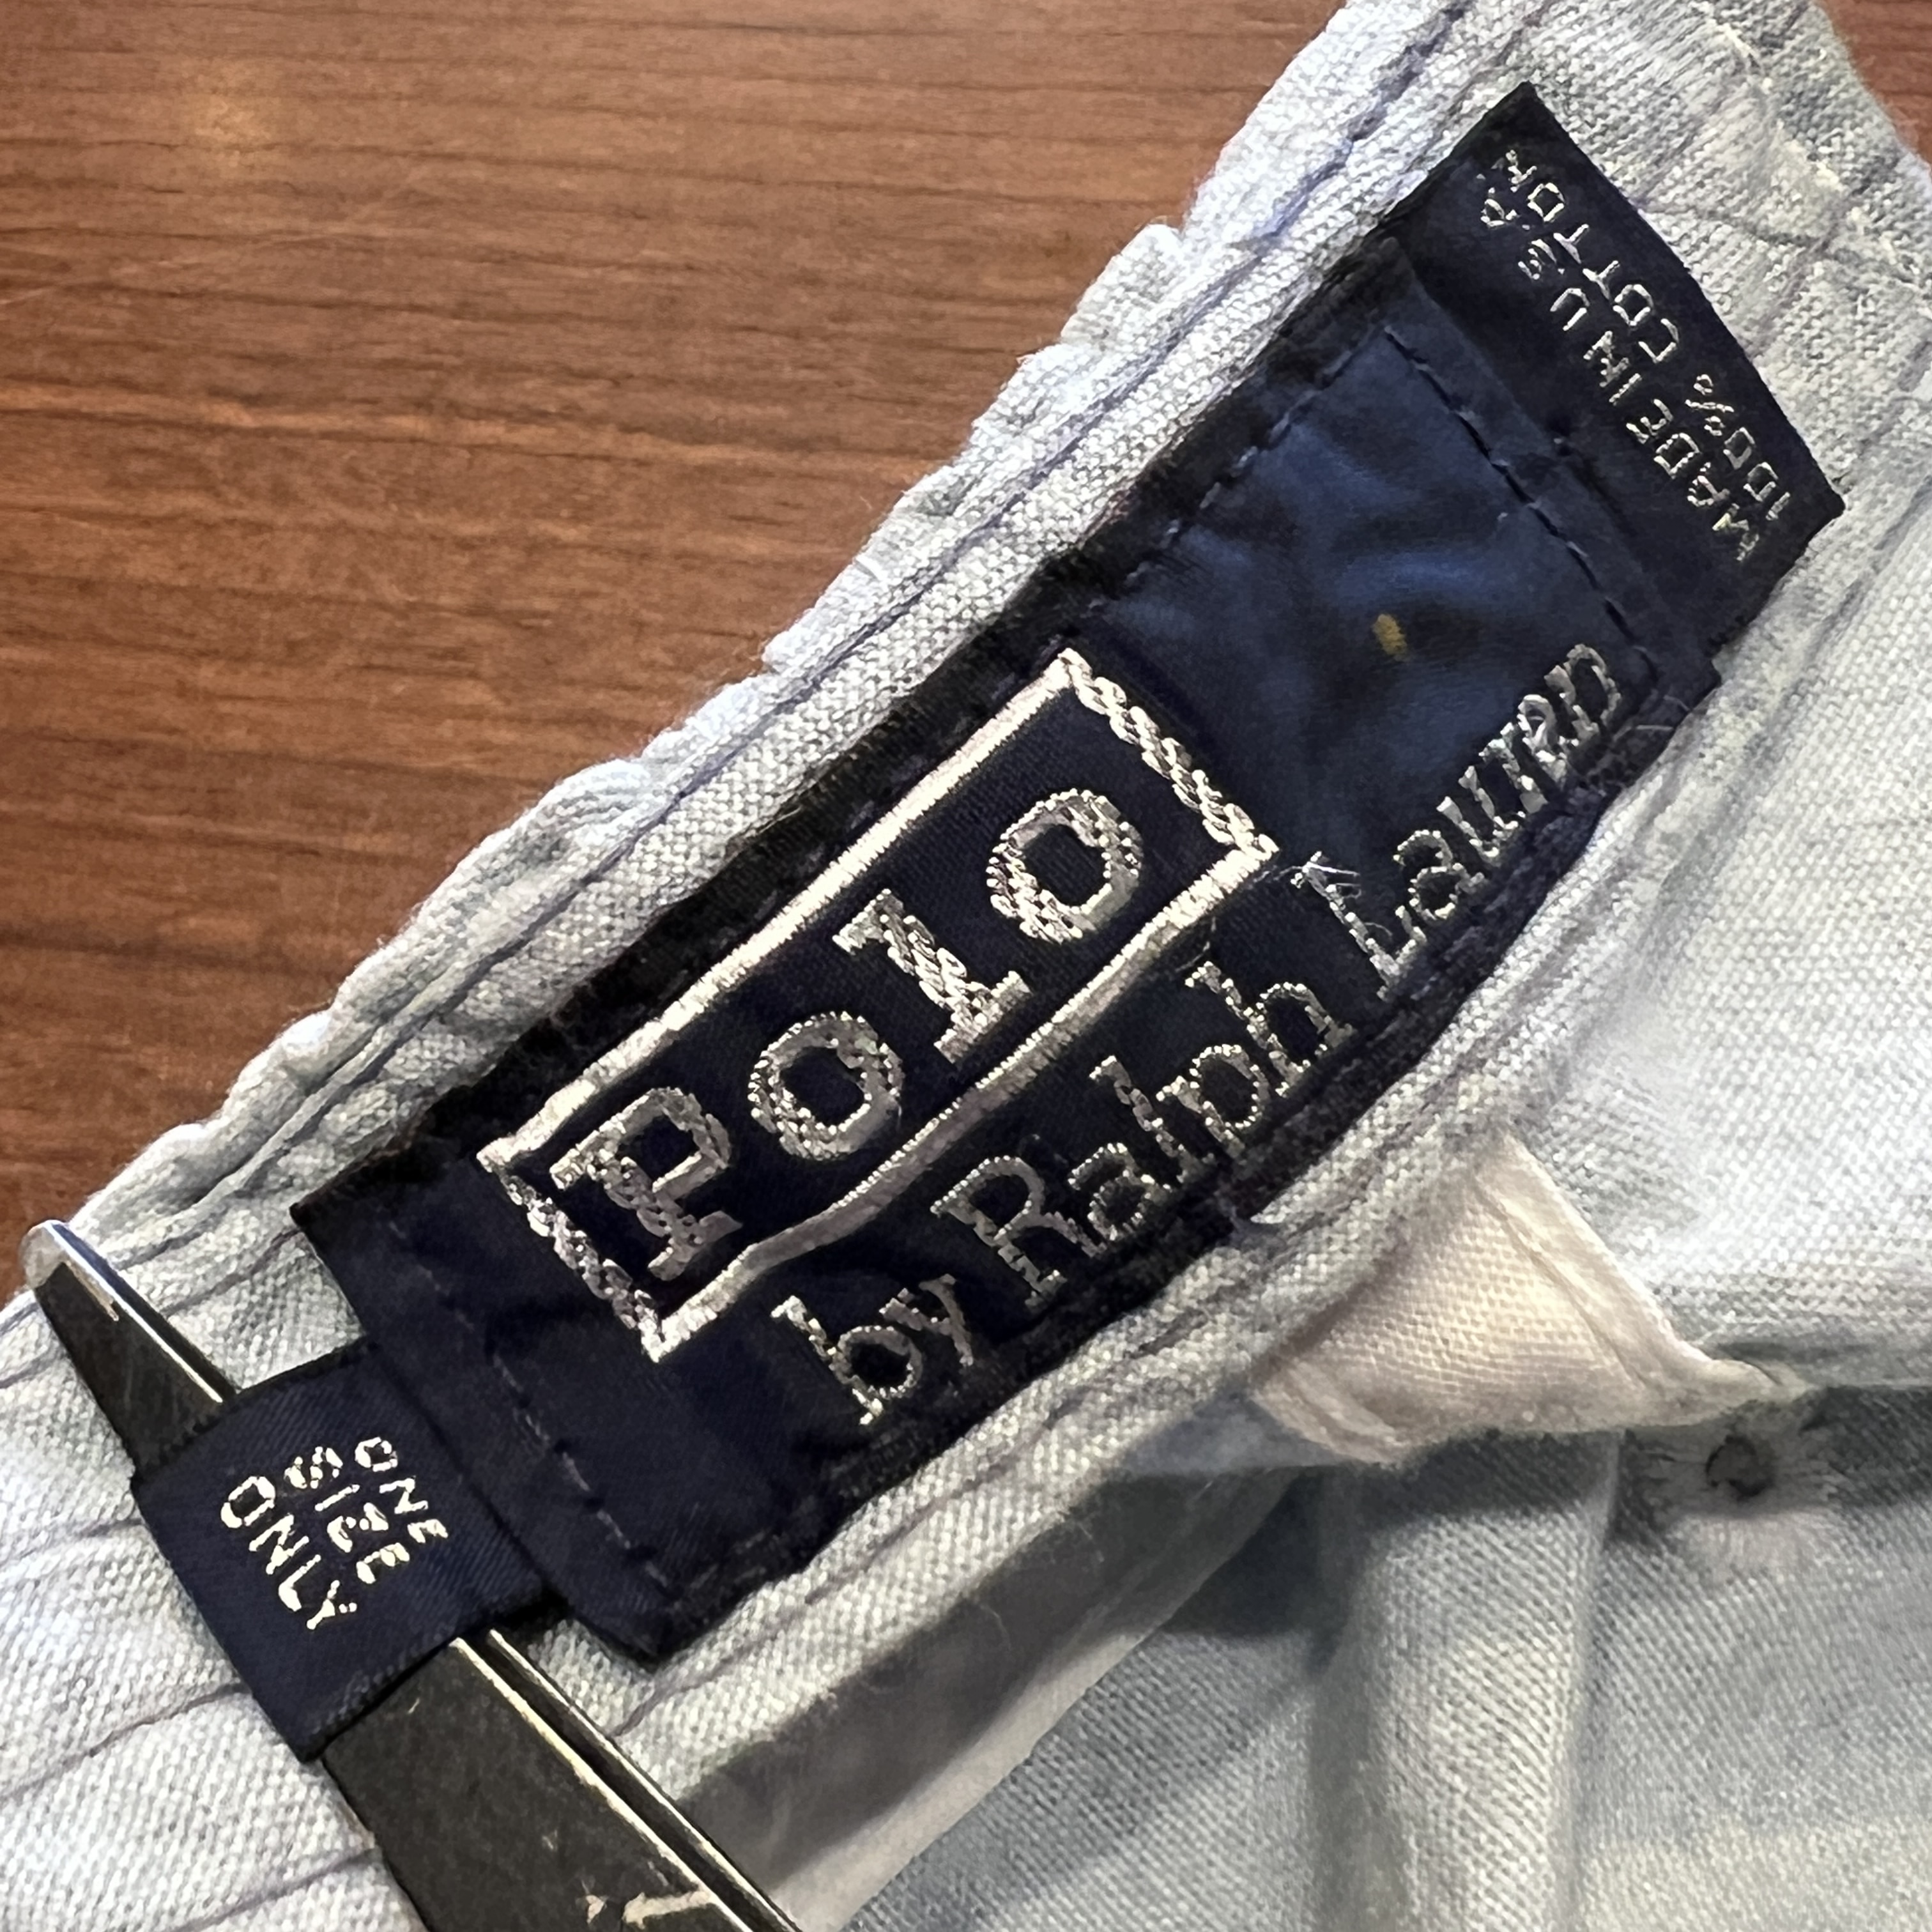 Polo
by Ralph Lauren
ONE
SIZE
ONLY
MADE IN U.S.A.
100% COTTON